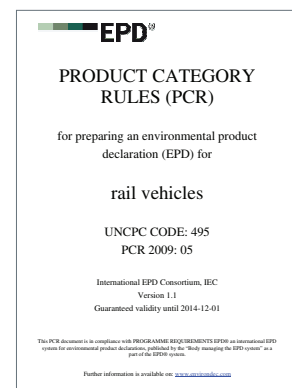 EPD®
PRODUCT CATEGORY
RULES (PCR)
for preparing an environmental product
declaration (EPD) for
rail vehicles
UNCPC CODE: 495
PCR 2009: 05
International EPD Consortium, IEC
Version 1.1
Guaranteed validity until 2014-12-01
This PCR document is in compliance with PROGRAMME REQUIREMENTS EPD® an international EPD
system for environmental product declarations, published by the "Body managing the EPD system" as a
part of the EPD® system.
Further information is available on: www.environdec.com